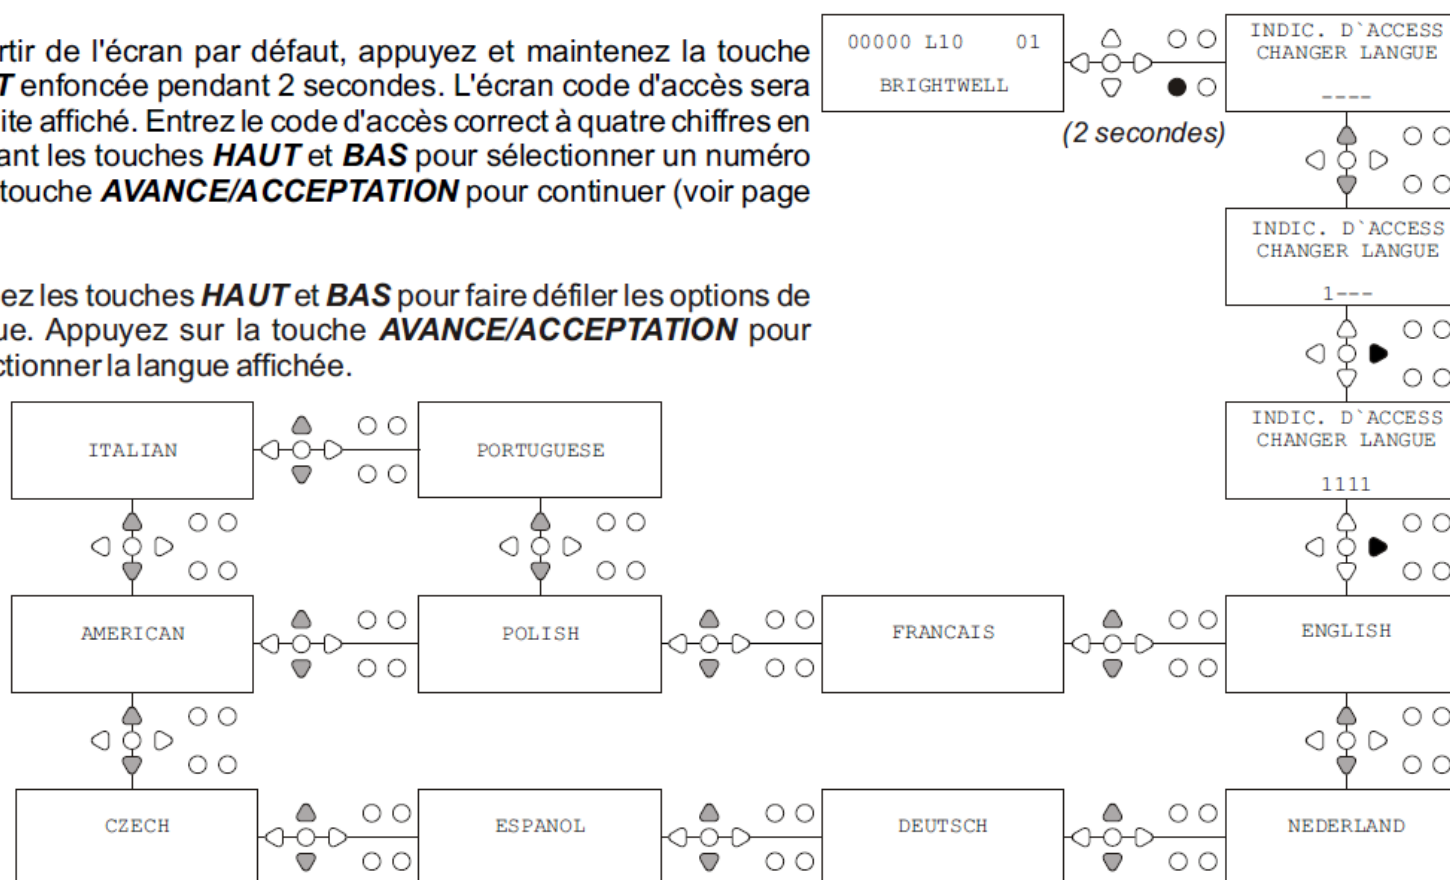 rtir de l'écran par défaut, appuyez et maintenez la touche
T enfoncée pendant 2 secondes. L'écran code d'accès sera
ite affiché. Entrez le code d'accès correct à quatre chiffres en
ant les touches HAUT et BAS pour sélectionner un numéro
touche AVANCE/ACCEPTATION pour continuer (voir page
ez les touches HAUT et BAS pour faire défiler les options de
ue. Appuyez sur la touche AVANCE/ACCEPTATION pour
ctionner la langue affichée.
00000 L10 01
BRIGHTWELL
(2 secondes)
INDIC. D`ACCESS
CHANGER LANGUE
----
INDIC. D`ACCESS
CHANGER LANGUE
1---
INDIC. D`ACCESS
CHANGER LANGUE
1111
ITALIAN
PORTUGUESE
AMERICAN
POLISH
FRANCAIS
ENGLISH
CZECH
ESPANOL
DEUTSCH
NEDERLAND